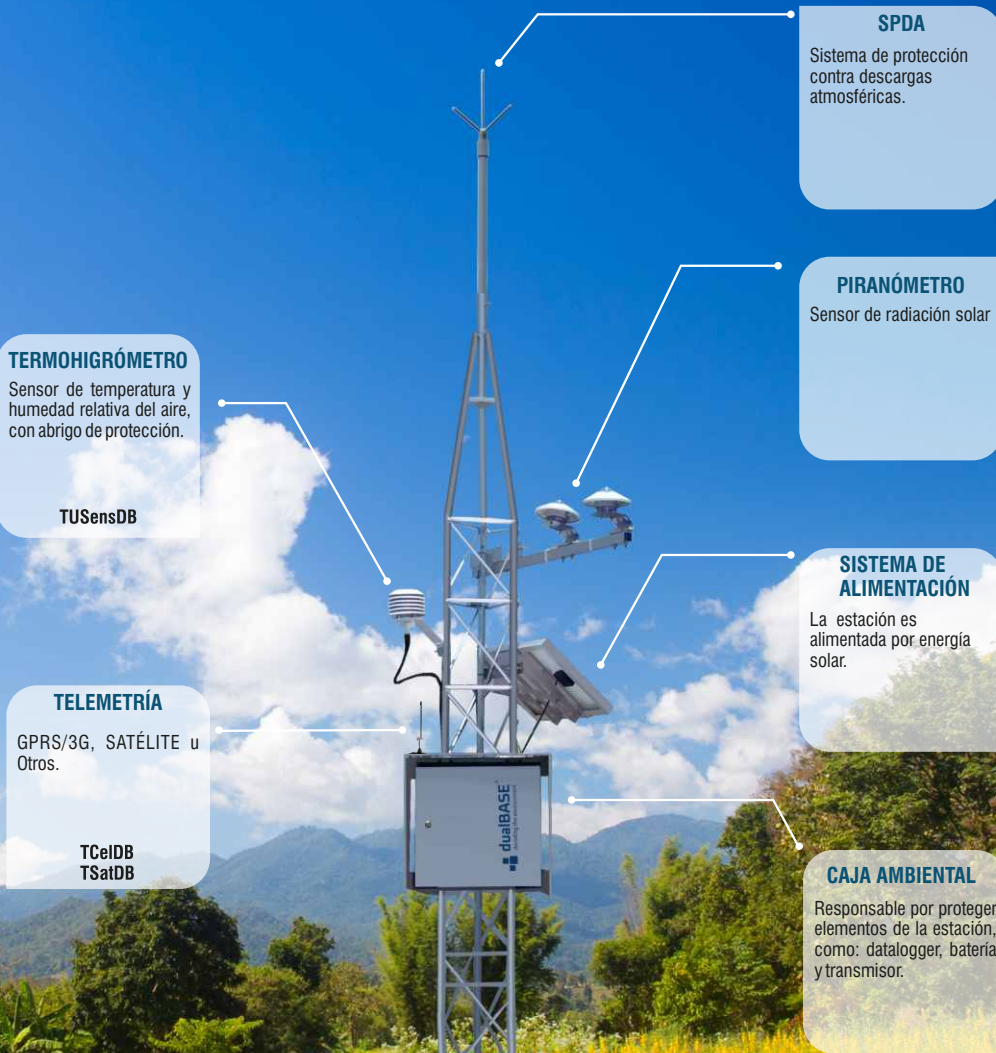 SPDA
Sistema de protección
contra descargas
atmosféricas.
PIRANÓMETRO
Sensor de radiación solar
TERMOHIGRÓMETRO
Sensor de temperatura y
humedad relativa del aire,
con abrigo de protección.
TUSensDB
SISTEMA DE
ALIMENTACIÓN
La estación es
alimentada por energía
solar.
TELEMETRÍA
GPRS/3G, SATÉLITE u
Otros.
TCelDB
TSatDB
dualBASE
CAJA AMBIENTAL
Responsable por proteger
elementos de la estación,
como: datalogger, batería
y transmisor.